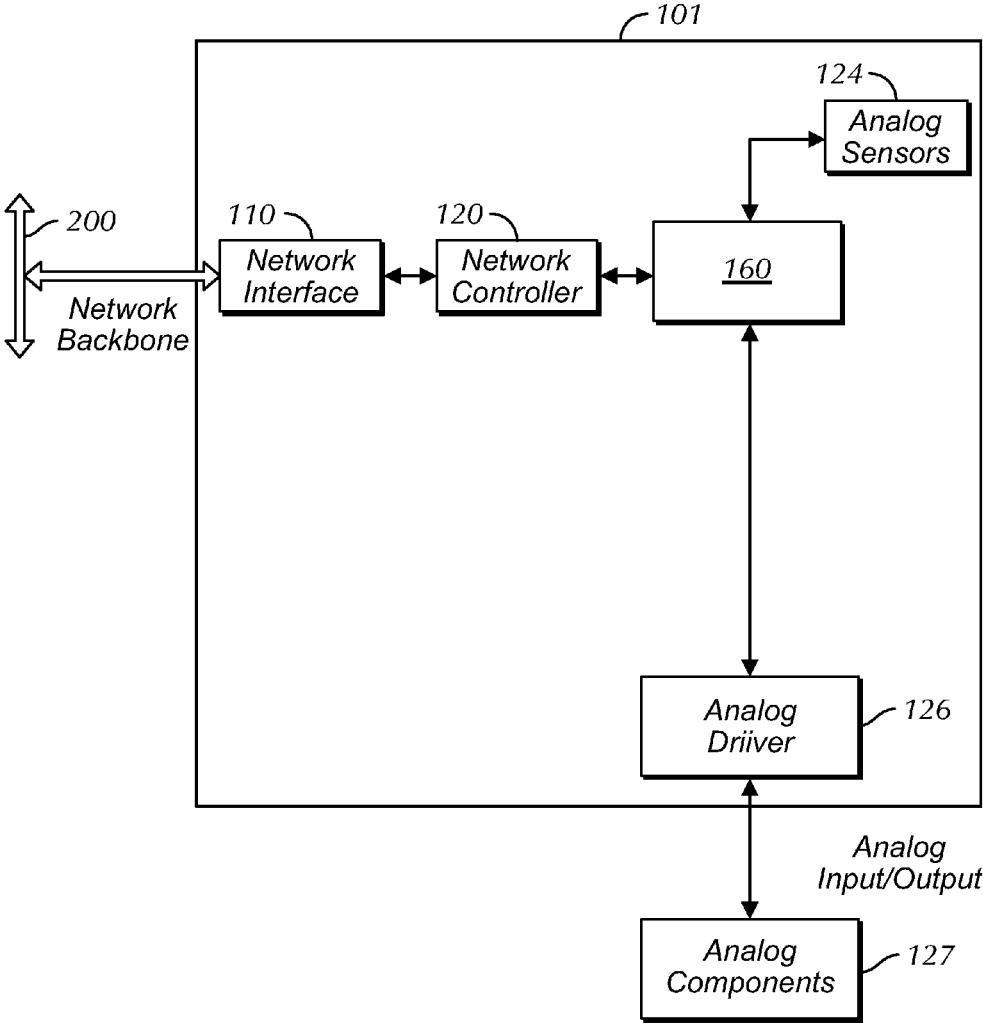 101
124
Analog
Sensors
200
110
120
Network
Interface
Network
Controller
160
Network
Backbone
Analog
Driiver
126
Analog
Input/Output
Analog
Components
127